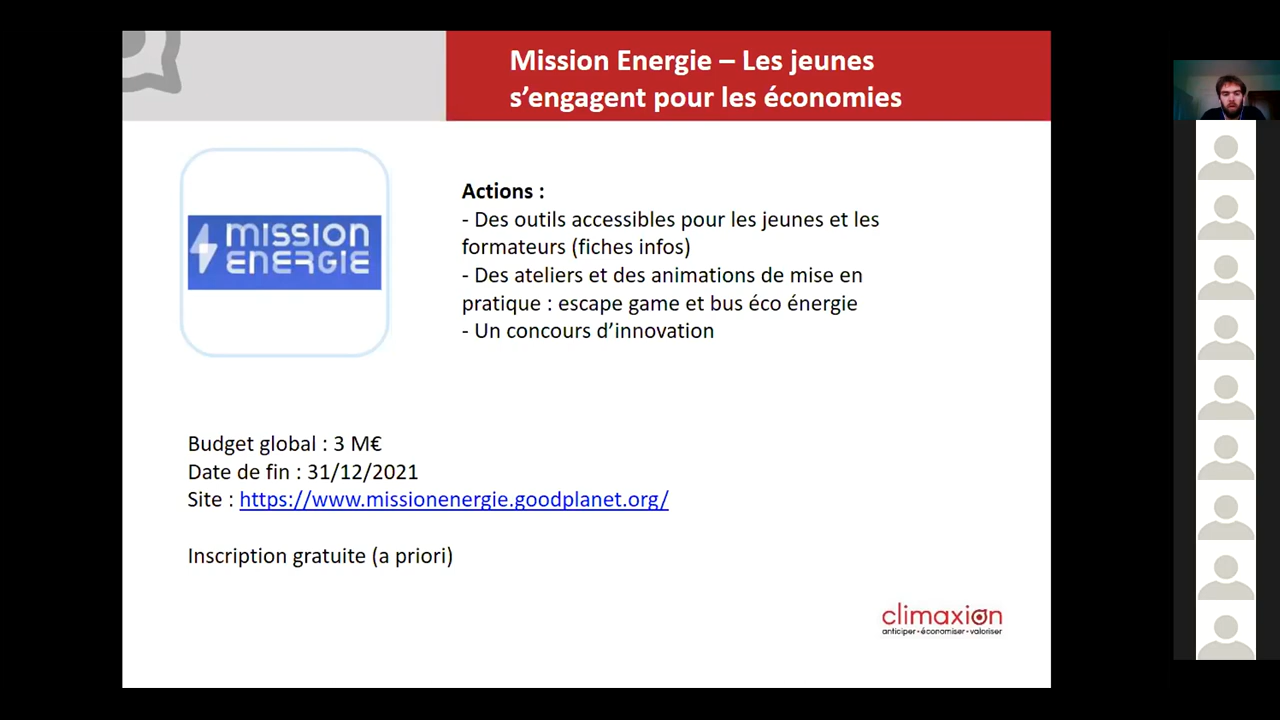 Mission Energie – Les jeunes
s’engagent pour les économies
mission
ENERGIE
Actions :
- Des outils accessibles pour les jeunes et les
formateurs (fiches infos)
- Des ateliers et des animations de mise en
pratique : escape game et bus éco énergie
- Un concours d’innovation
Budget global : 3 M€
Date de fin : 31/12/2021
Site : https://www.missionenergie.goodplanet.org/
Inscription gratuite (a priori)
climaxion
anticiper • économiser • valoriser